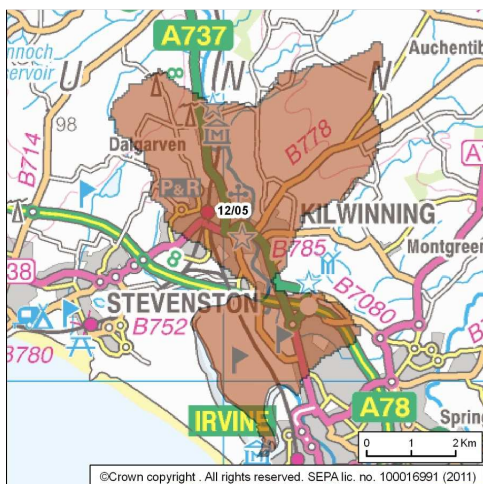 A737
Auchentib
nnoch
ervoir
U N I N
B714
98
Dalgarven
B778
A
P&R
12/05
KILWINNING
B785
Montgreen
38
8
8
STEVENSTON
B7080
B752
B780
IRVINE
A78
Spring
0 1 2 Km
©Crown copyright . All rights reserved. SEPA lic. no. 100016991 (2011)